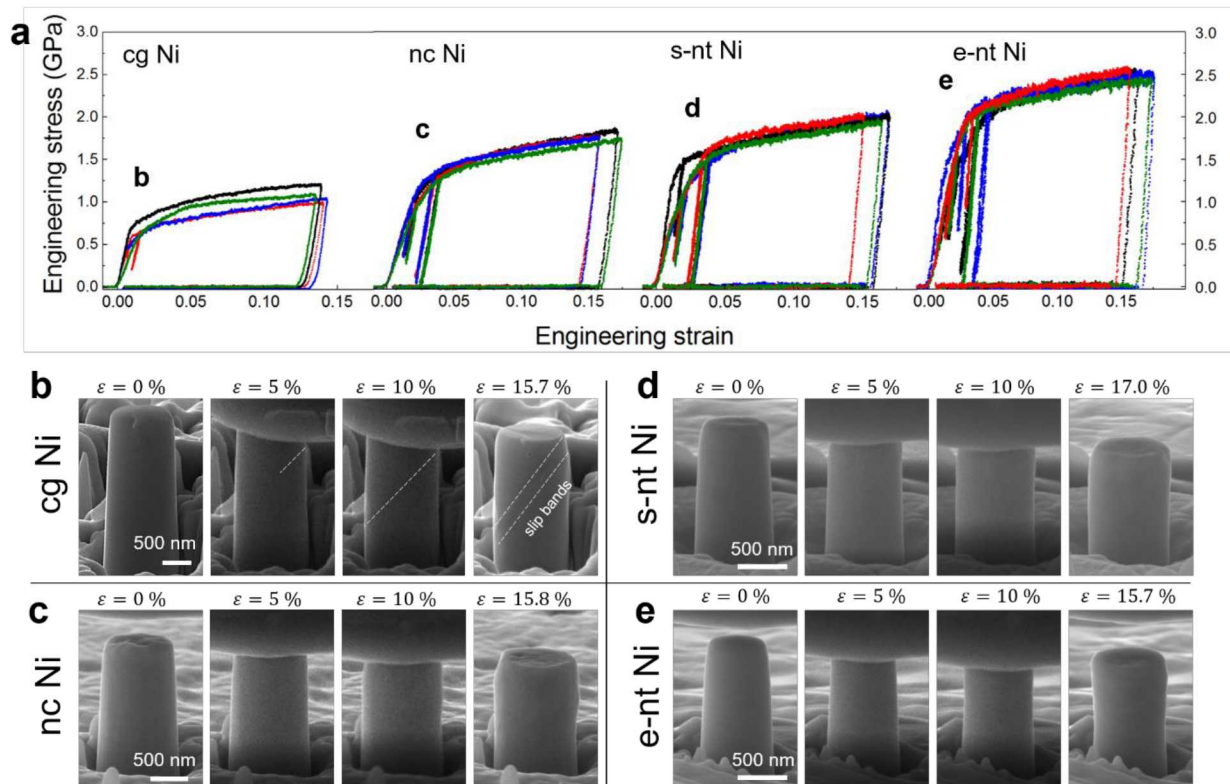 a
Engineering stress (GPa)
3.0
2.5
2.0
1.5
1.0
0.5
0.0
cg Ni
nc Ni
s-nt Ni
e-nt Ni
b
c
d
e
3.0
2.5
2.0
1.5
1.0
0.5
0.0
0.00 0.05 0.10 0.15
0.00 0.05 0.10 0.15
0.00 0.05 0.10 0.15
0.00 0.05 0.10 0.15
Engineering strain
b
cg Ni
ε = 0 %
ε = 5 %
ε = 10 %
ε = 15.7 %
500 nm
slip bands
d
s-nt Ni
ε = 0 %
ε = 5 %
ε = 10 %
ε = 17.0 %
500 nm
c
nc Ni
ε = 0 %
ε = 5 %
ε = 10 %
ε = 15.8 %
500 nm
e
e-nt Ni
ε = 0 %
ε = 5 %
ε = 10 %
ε = 15.7 %
500 nm